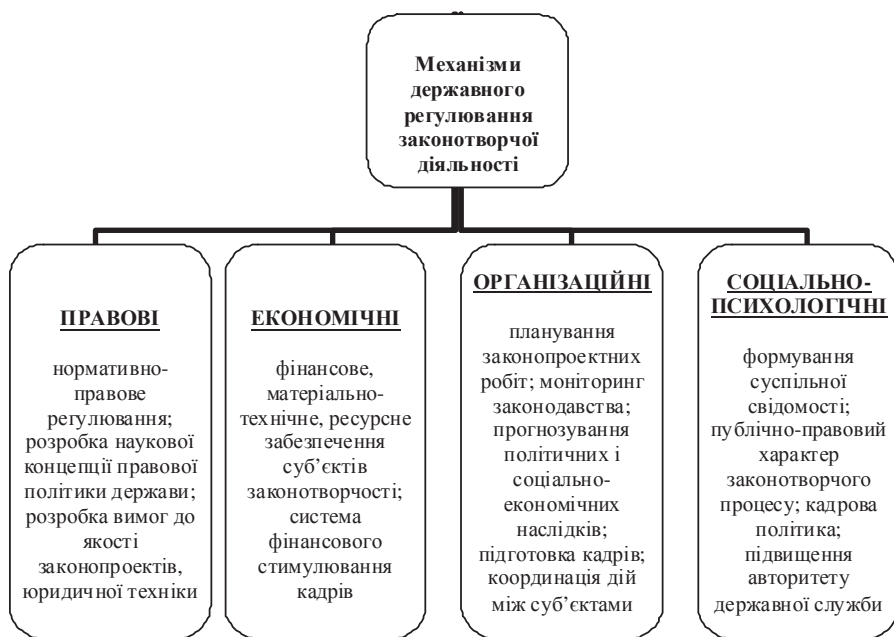 Механізми
державного
регулювання
законотворчої
діяльності
ПРАВОВІ
нормативно-
правове
регулювання;
розробка наукової
концепції правової
політики держави;
розробка вимог до
якості
законопроектів,
юридичної техніки
ЕКОНОМІЧНІ
фінансове,
матеріально-
технічне, ресурсне
забезпечення
суб’єктів
законотворчості;
система
фінансового
стимулювання
кадрів
ОРГАНІЗАЦІЙНІ
планування
законопроектних
робіт; моніторинг
законодавства;
прогнозування
політичних і
соціально-
економічних
наслідків;
підготовка кадрів;
координація дій
між суб’єктами
СОЦІАЛЬНО-
ПСИХОЛОГІЧНІ
формування
суспільної
свідомості;
публічно-правовий
характер
законотворчого
процесу; кадрова
політика;
підвищення
авторитету
державної служби